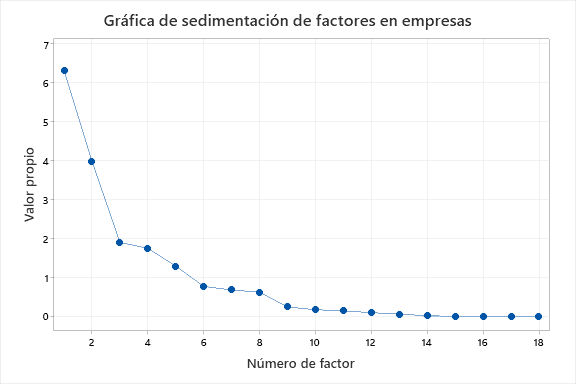 Gráfica de sedimentación de factores en empresas
7
6
5
4
3
2
1
0
Valor propio
2 4 6 8 10 12 14 16 18
Número de factor